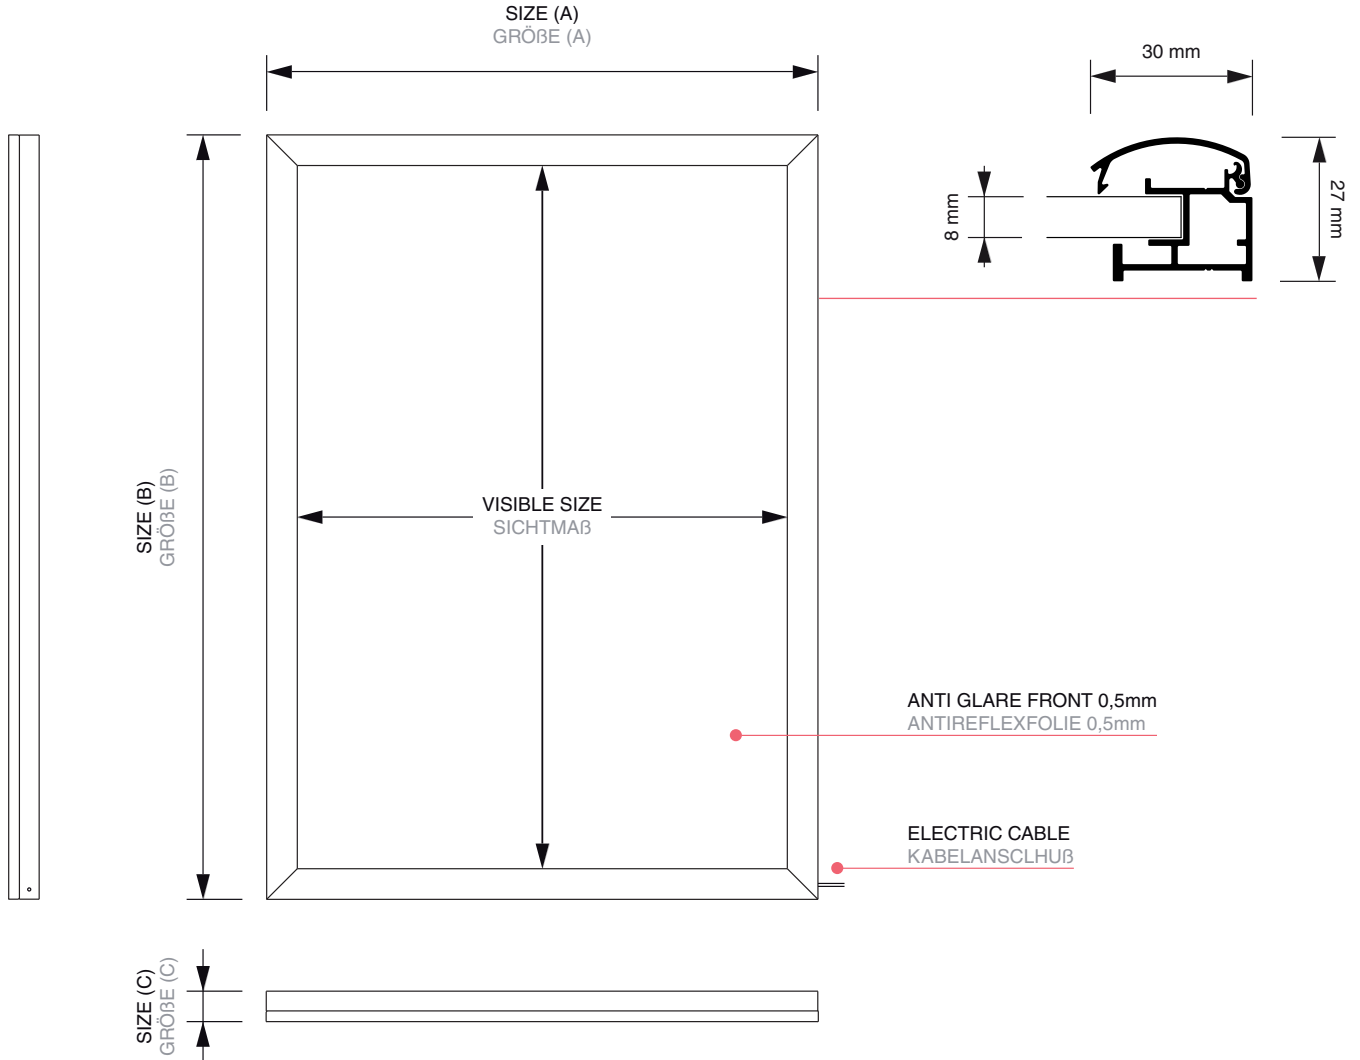 SIZE (A)
GRÖßE (A)
30 mm
27 mm
8 mm
SIZE (B)
GRÖßE (B)
VISIBLE SIZE
SICHTMAß
ANTI GLARE FRONT 0,5mm
ANTIREFLEXFOLIE 0,5mm
ELECTRIC CABLE
KABELANSCLHUß
SIZE (C)
GRÖßE (C)